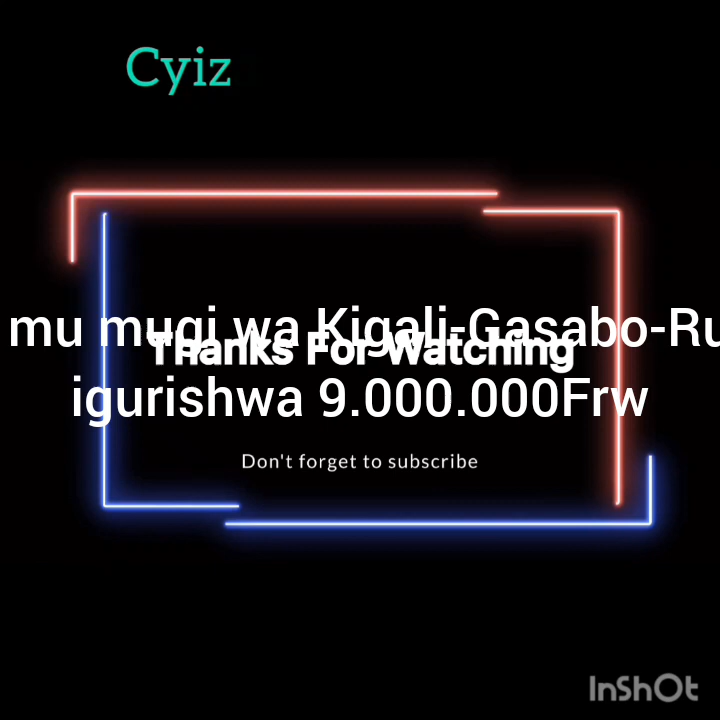 Cyiz
mu mugi wa Kigali-Gasabo-Ru
Thanks For Watching
igurishwa 9.000.000Frw
Don't forget to subscribe
InShOt